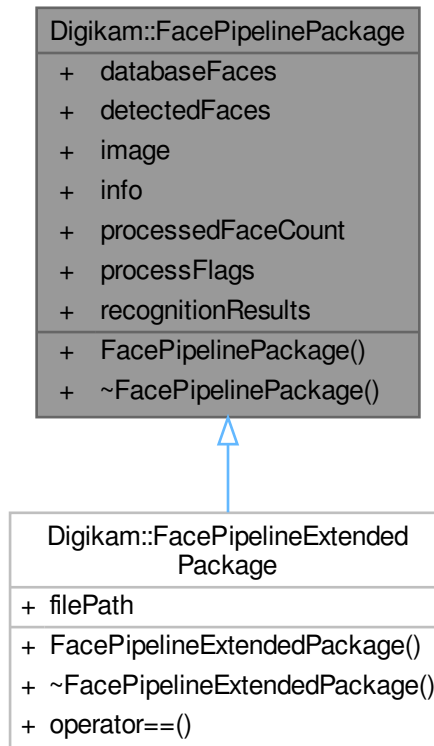 Digikam::FacePipelinePackage
+ databaseFaces
+ detectedFaces
+ image
+ info
+ processedFaceCount
+ processFlags
+ recognitionResults
+ FacePipelinePackage()
+ ~FacePipelinePackage()
Digikam::FacePipelineExtended
Package
+ filePath
+ FacePipelineExtendedPackage()
+ ~FacePipelineExtendedPackage()
+ operator==()